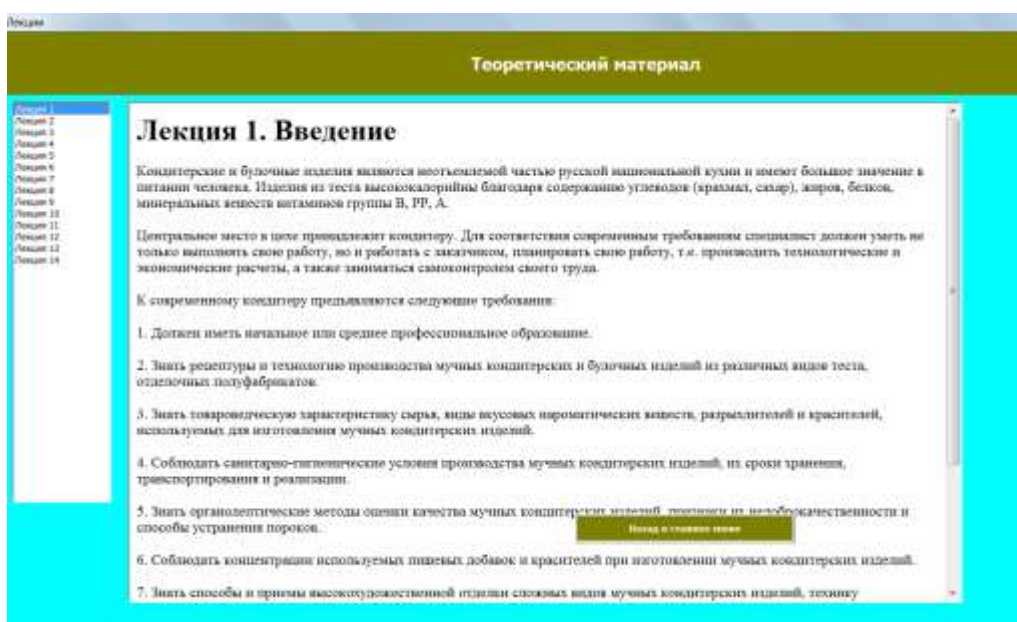 Лекции
Теоретический материал
Лекция 1
Лекция 2
Лекция 3
Лекция 4
Лекция 5
Лекция 6
Лекция 7
Лекция 8
Лекция 9
Лекция 10
Лекция 11
Лекция 12
Лекция 13
Лекция 14
Лекция 1. Введение
Кондитерские и булочные изделия являются неотъемлемой частью русской национальной кухни и имеют большое значение в
питании человека. Изделия из теста высококалорийны благодаря содержанию углеводов (крахмал, сахар), жиров, белков,
минеральных веществ витаминов группы В, РР, А.
Центральное место в цехе принадлежит кондитеру. Для соответствия современным требованиям специалист должен уметь не
только выполнять свою работу, но и работать с заказчиком, планировать свою работу, т.е. производить технологические и
экономические расчеты, а также заниматься самоконтролем своего труда.
К современному кондитеру предъявляются следующие требования:
1. Должен иметь начальное или среднее профессиональное образование.
2. Знать рецептуры и технологию производства мучных кондитерских и булочных изделий из различных видов теста,
отделочных полуфабрикатов.
3. Знать товароведческую характеристику сырья, виды вкусовых иароматических веществ, разрыхлителей и красителей,
используемых для изготовления мучных кондитерских изделий.
4. Соблюдать санитарно-гигиенические условия производства мучных кондитерских изделий, их сроки хранения,
транспортирования и реализации.
5. Знать органолептические методы оценки качества мучных кондитерских изделий, признаки их недоброкачественности и
способы устранения пороков.
Назад в главное меню
6. Соблюдать концентрации используемых пищевых добавок и красителей при изготовлении мучных кондитерских изделий.
7. Знать способы и приемы высокохудожественной отделки сложных видов мучных кондитерских изделий, технику